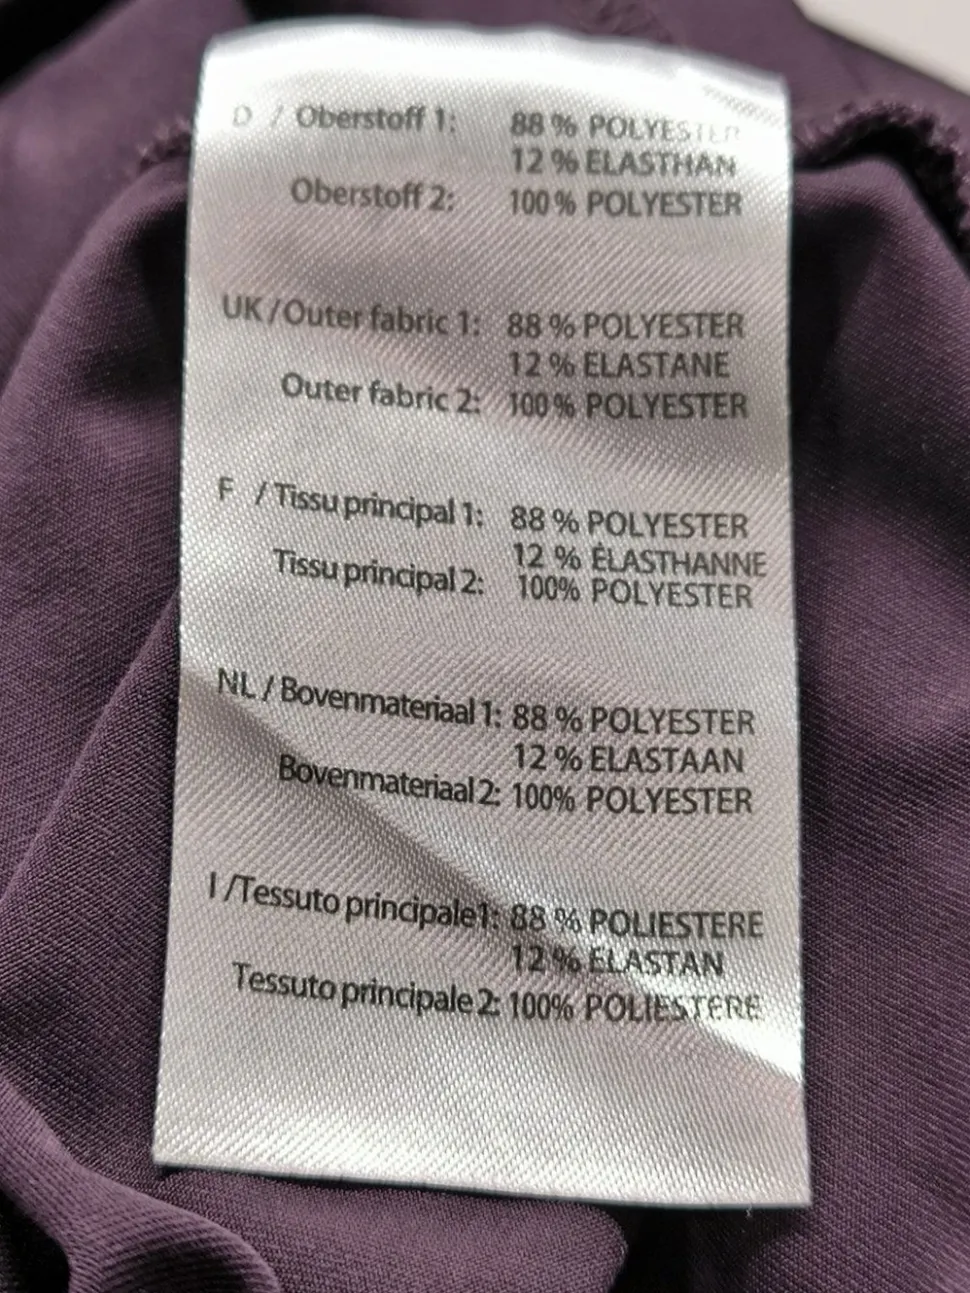 D / Oberstoff 1: 88 % POLYESTER
12 % ELASTHAN
Oberstoff 2: 100 % POLYESTER
UK / Outer fabric 1: 88 % POLYESTER
12 % ELASTANE
Outer fabric 2: 100 % POLYESTER
F / Tissu principal 1: 88 % POLYESTER
12 % ÉLASTHANNE
Tissu principal 2: 100% POLYESTER
NL / Bovenmateriaal 1: 88 % POLYESTER
12 % ELASTAAN
Bovenmateriaal 2: 100% POLYESTER
I /Tessuto principale1: 88 % POLIESTERE
12 % ELASTAN
Tessuto principale 2: 100% POLIESTERE